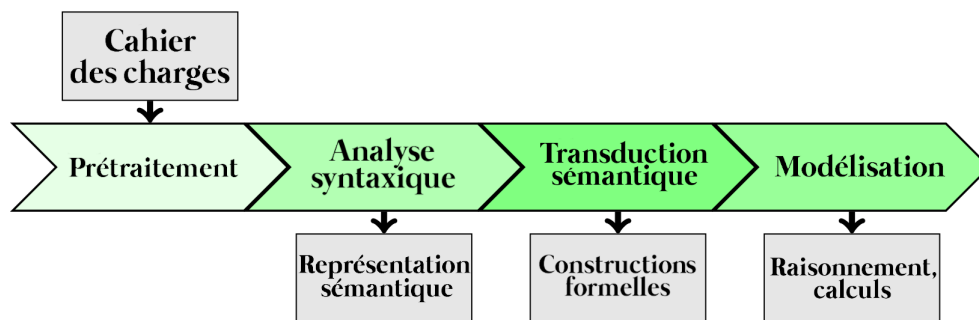 Cahier
des charges
Prétraitement
Analyse
syntaxique
Transduction
sémantique
Modélisation
Représentation
sémantique
Constructions
formelles
Raisonnement,
calculs